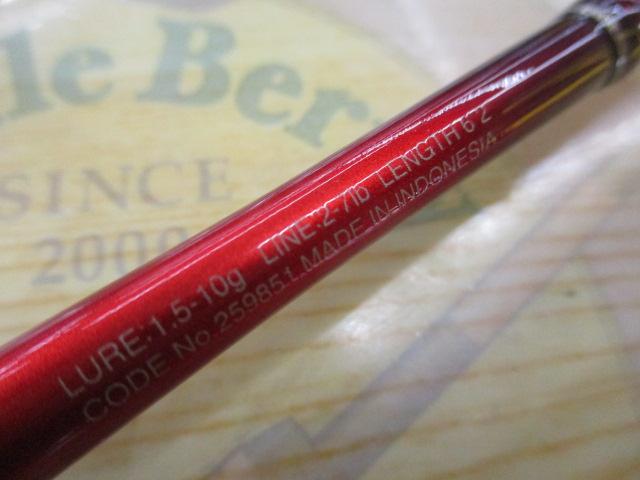 le Ber
SINCE
LURE:1.5-10g LINE:2-7lb LENGTH 6'2"
CODE No 259851 MADE IN INDONESIA